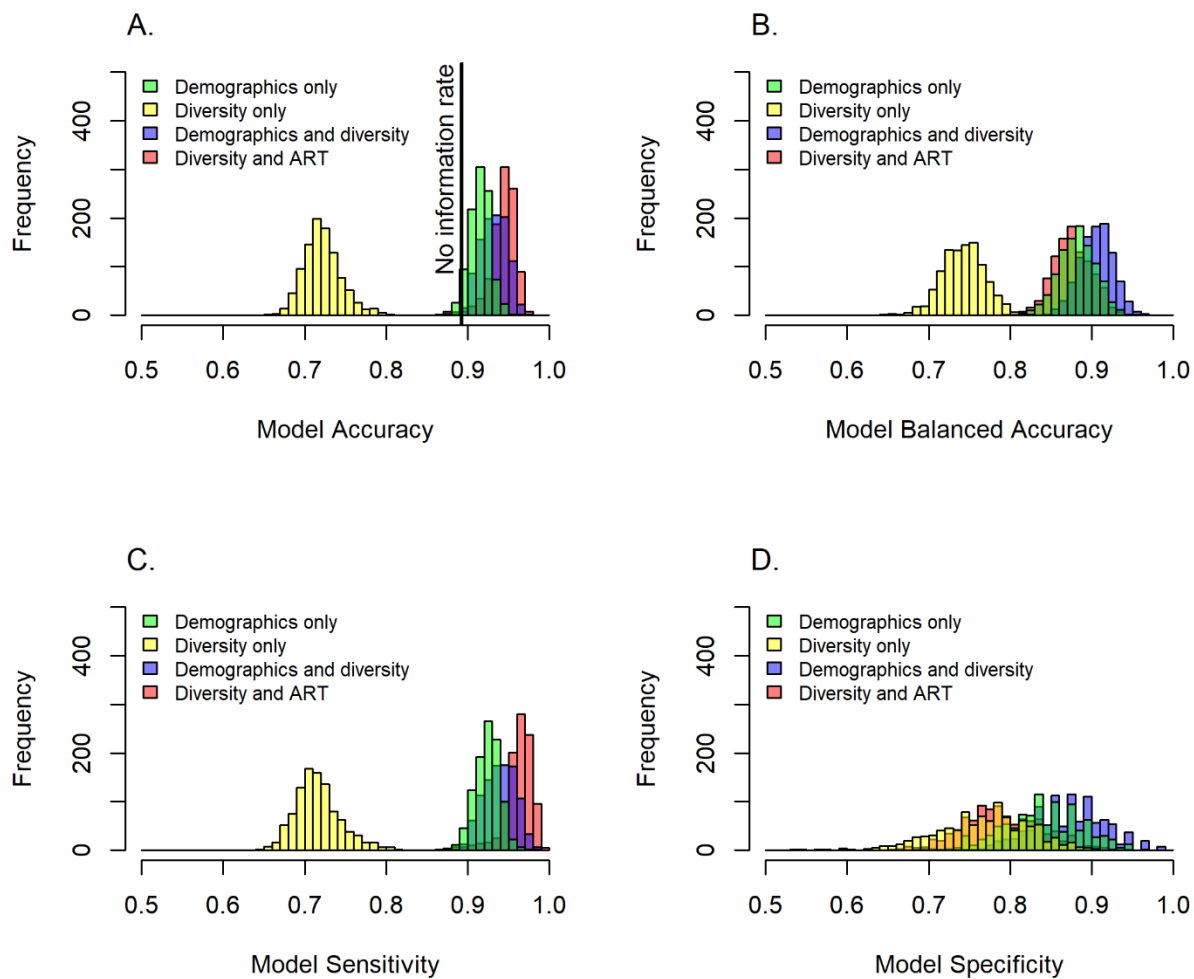 A.
Demographics only
Diversity only
Demographics and diversity
Diversity and ART
No information rate
Frequency
0
200
400
0.5 0.6 0.7 0.8 0.9 1.0
Model Accuracy
B.
Demographics only
Diversity only
Demographics and diversity
Diversity and ART
Frequency
0
200
400
0.5 0.6 0.7 0.8 0.9 1.0
Model Balanced Accuracy
C.
Demographics only
Diversity only
Demographics and diversity
Diversity and ART
Frequency
0
200
400
0.5 0.6 0.7 0.8 0.9 1.0
Model Sensitivity
D.
Demographics only
Diversity only
Demographics and diversity
Diversity and ART
Frequency
0
200
400
0.5 0.6 0.7 0.8 0.9 1.0
Model Specificity